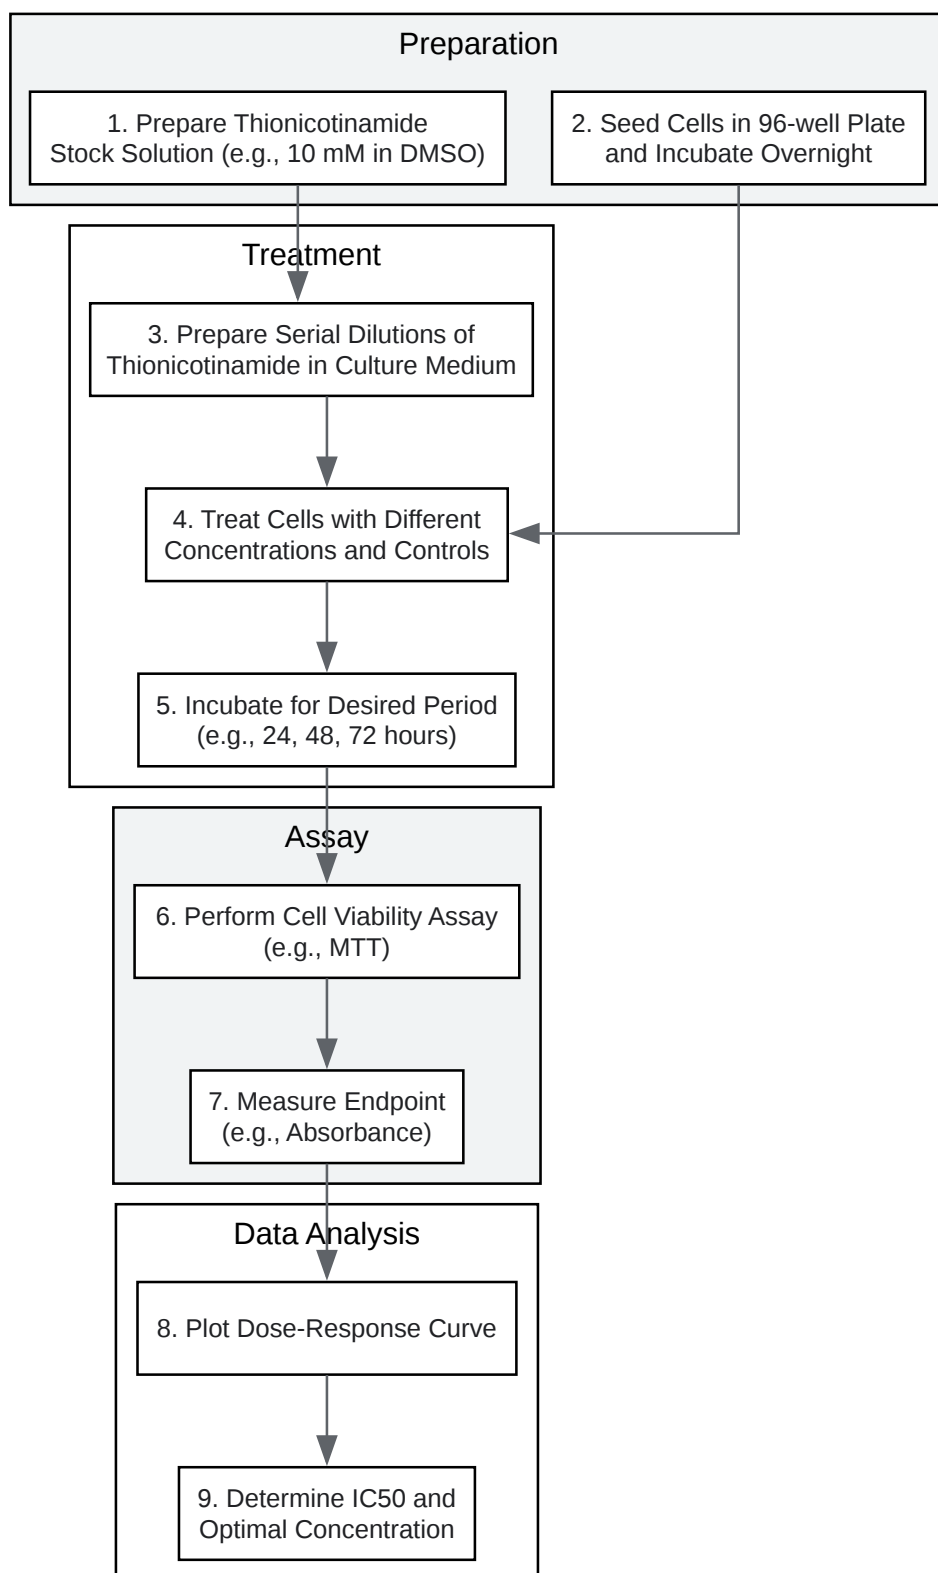 Preparation
1. Prepare Thionicotinamide
Stock Solution (e.g., 10 mM in DMSO)
2. Seed Cells in 96-well Plate
and Incubate Overnight
Treatment
3. Prepare Serial Dilutions of
Thionicotinamide in Culture Medium
4. Treat Cells with Different
Concentrations and Controls
5. Incubate for Desired Period
(e.g., 24, 48, 72 hours)
Assay
6. Perform Cell Viability Assay
(e.g., MTT)
7. Measure Endpoint
(e.g., Absorbance)
Data Analysis
8. Plot Dose-Response Curve
9. Determine IC50 and
Optimal Concentration